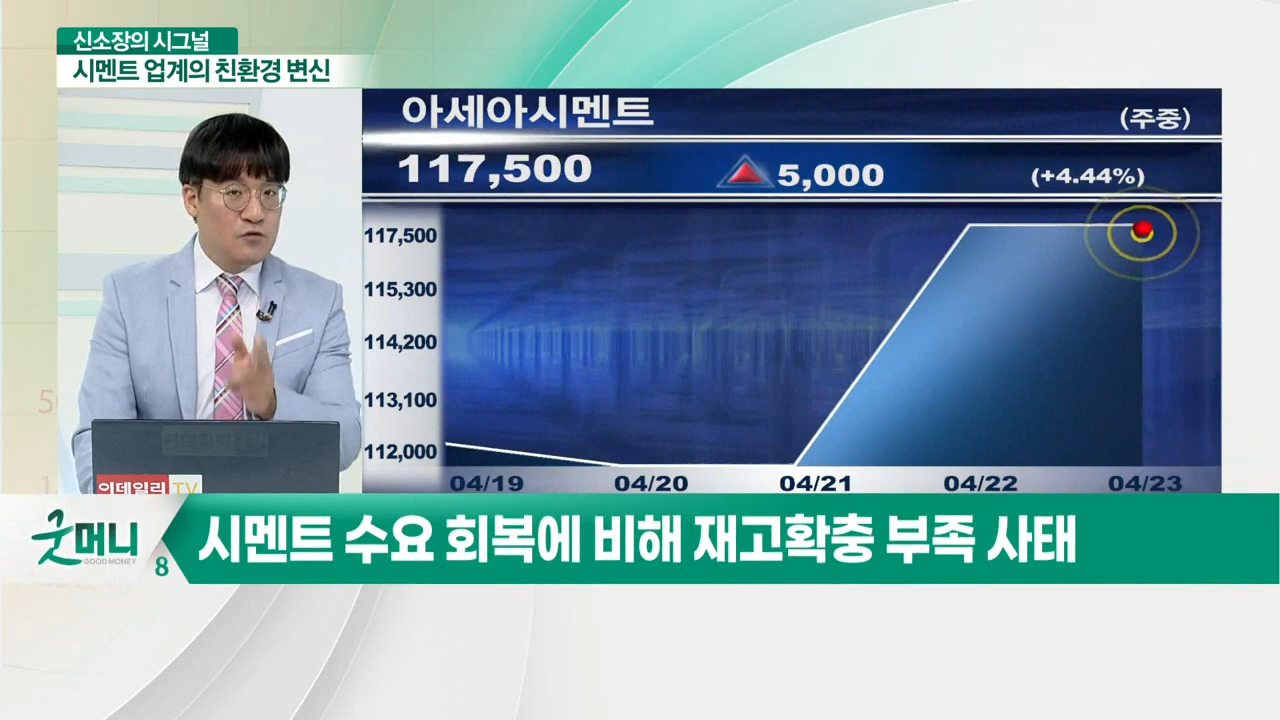 신소장의 시그널
시멘트 업계의 친환경 변신
아세아시멘트
(주중)
117,500
5,000
(+4.44%)
117,500
115,300
114,200
113,100
112,000
04/19
04/20
04/21
04/22
04/23
이데일리 TV
굿머니
GOOD MONEY
8
시멘트 수요 회복에 비해 재고확충 부족 사태